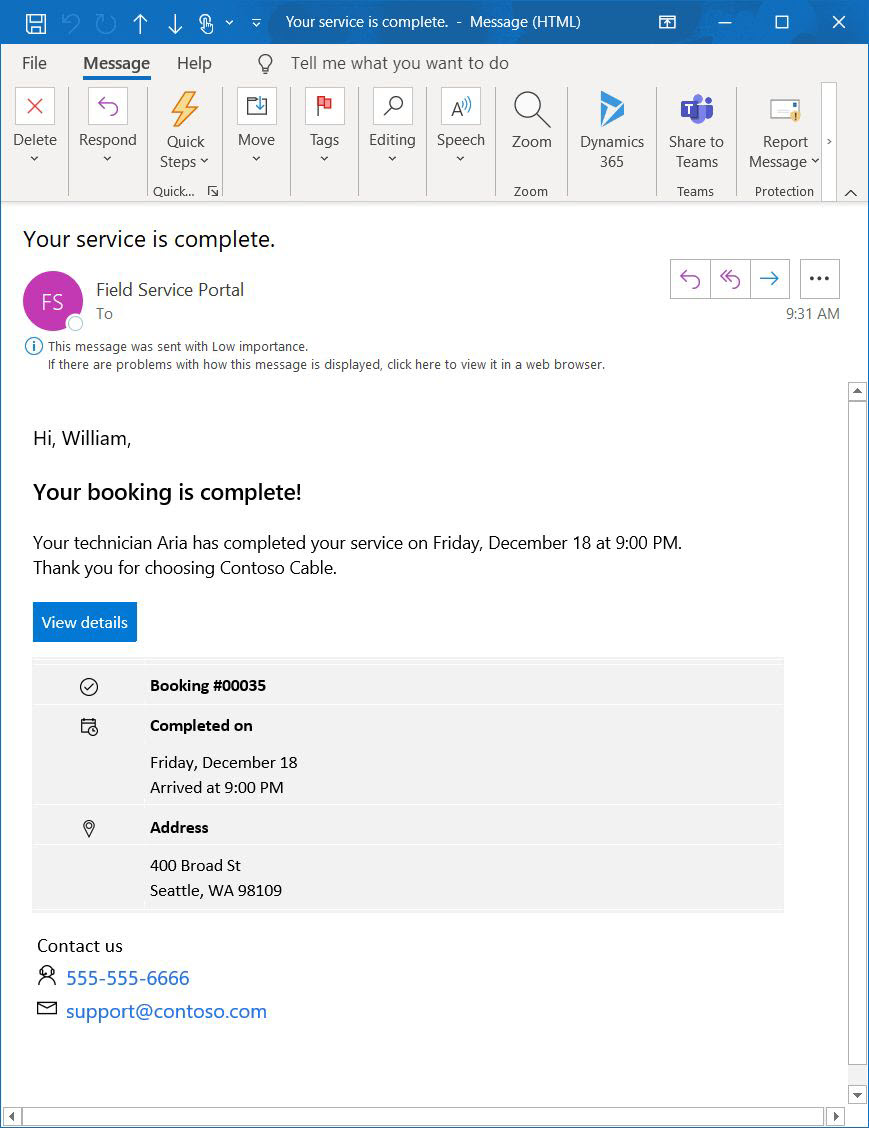 Your service is complete. - Message (HTML)
File Message Help Tell me what you want to do
Delete
Respond
Quick
Steps
Move
Tags
Editing
A
Speech
Zoom
Dynamics
365
T
Share to
Teams
Report
Message
Quick...
Zoom
Teams
Protection
Your service is complete.
FS
Field Service Portal
To
9:31 AM
This message was sent with Low importance.
If there are problems with how this message is displayed, click here to view it in a web browser.
Hi, William,
Your booking is complete!
Your technician Aria has completed your service on Friday, December 18 at 9:00 PM.
Thank you for choosing Contoso Cable.
View details
Booking #00035
Completed on
Friday, December 18
Arrived at 9:00 PM
Address
400 Broad St
Seattle, WA 98109
Contact us
555-555-6666
support@contoso.com